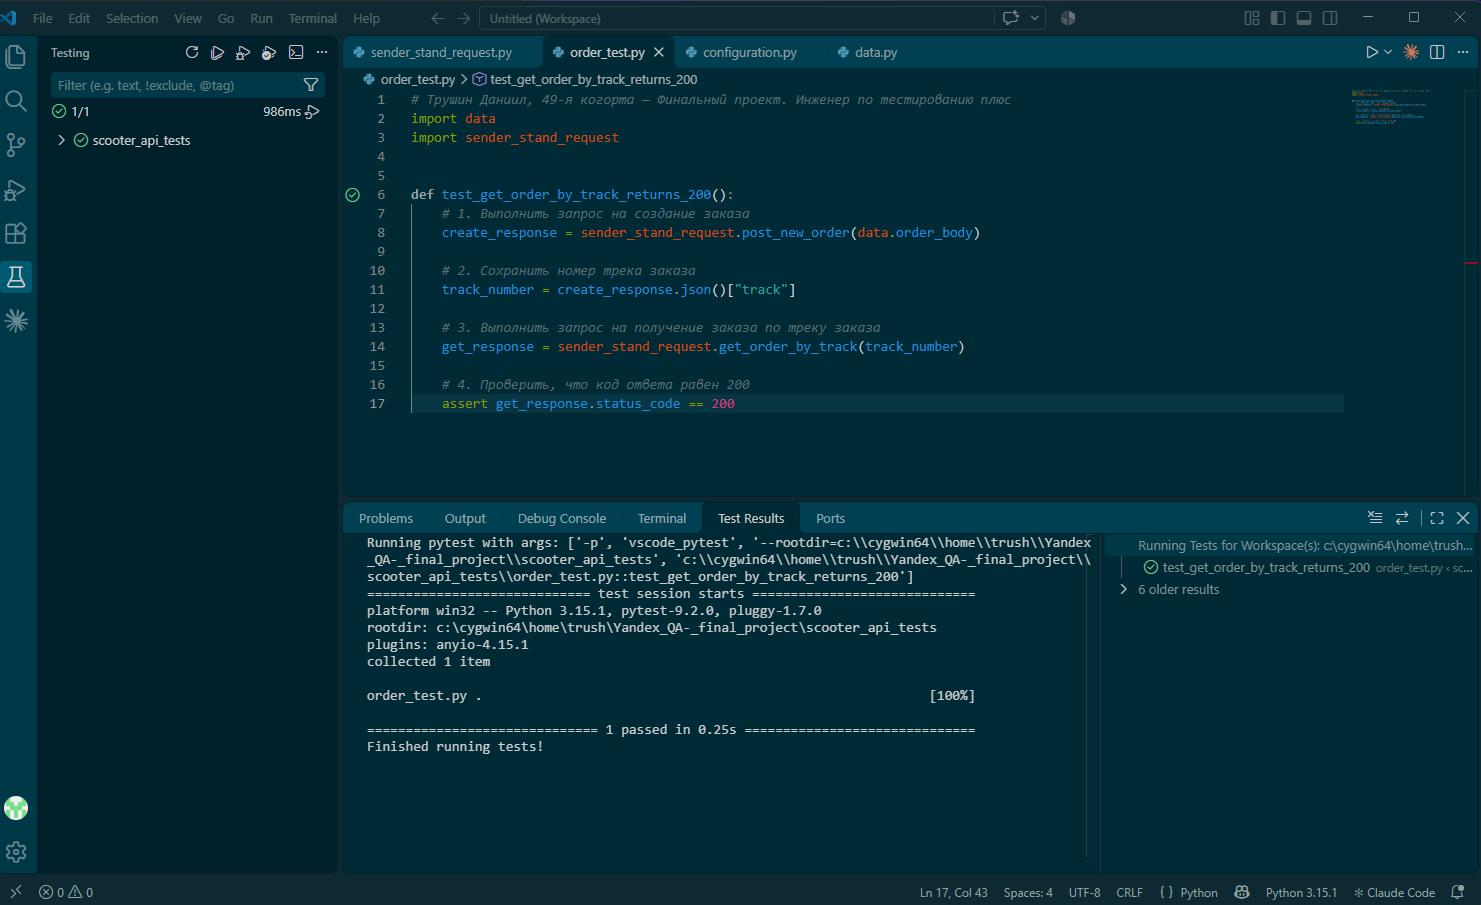 File Edit Selection View Go Run Terminal Help
Untitled (Workspace)
Testing
Filter (e.g. text, !exclude, @tag)
1/1 986ms
scooter_api_tests
sender_stand_request.py order_test.py configuration.py data.py
order_test.py > test_get_order_by_track_returns_200
1 # Трушин Даниил, 49-я когорта — Финальный проект. Инженер по тестированию плюс
2 import data
3 import sender_stand_request
4
5
6 def test_get_order_by_track_returns_200():
7 # 1. Выполнить запрос на создание заказа
8 create_response = sender_stand_request.post_new_order(data.order_body)
9
10 # 2. Сохранить номер трека заказа
11 track_number = create_response.json()["track"]
12
13 # 3. Выполнить запрос на получение заказа по треку заказа
14 get_response = sender_stand_request.get_order_by_track(track_number)
15
16 # 4. Проверить, что код ответа равен 200
17 assert get_response.status_code == 200
Problems Output Debug Console Terminal Test Results Ports
Running pytest with args: ['-p', 'vscode_pytest', '--rootdir=c:\\cygwin64\\home\\trush\\Yandex
_QA-_final_project\\scooter_api_tests', 'c:\\cygwin64\\home\\trush\\Yandex_QA-_final_project\\
scooter_api_tests\\order_test.py::test_get_order_by_track_returns_200']
============================= test session starts =============================
platform win32 -- Python 3.15.1, pytest-9.2.0, pluggy-1.7.0
rootdir: c:\cygwin64\home\trush\Yandex_QA-_final_project\scooter_api_tests
plugins: anyio-4.15.1
collected 1 item
order_test.py . [100%]
============================== 1 passed in 0.25s ==============================
Finished running tests!
Running Tests for Workspace(s): c:\cygwin64\home\trush...
test_get_order_by_track_returns_200 order_test.py < sc...
6 older results
0 0
Ln 17, Col 43 Spaces: 4 UTF-8 CRLF {} Python Python 3.15.1 Claude Code